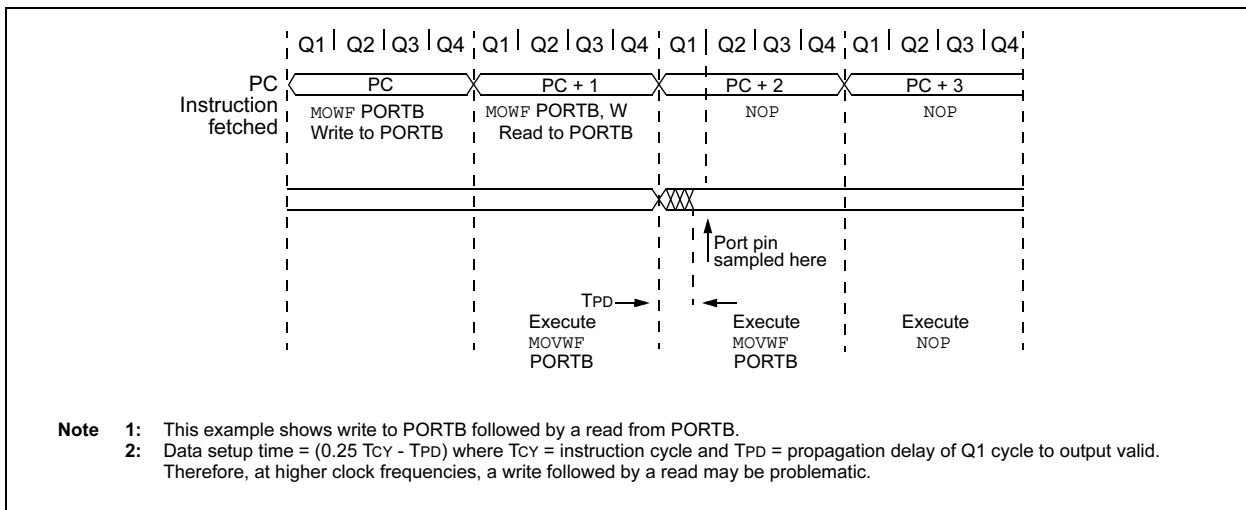 Q1 Q2 Q3 Q4 Q1 Q2 Q3 Q4 Q1 Q2 Q3 Q4 Q1 Q2 Q3 Q4
PC PC PC + 1 PC + 2 PC + 3
Instruction
fetched
MOWF PORTB MOWF PORTB, W NOP NOP
Write to PORTB Read to PORTB
Port pin
sampled here
TPD
Execute Execute Execute
MOVWF MOVWF NOP
PORTB PORTB
Note 1: This example shows write to PORTB followed by a read from PORTB.
2: Data setup time = (0.25 TCY - TPD) where TCY = instruction cycle and TPD = propagation delay of Q1 cycle to output valid.
Therefore, at higher clock frequencies, a write followed by a read may be problematic.